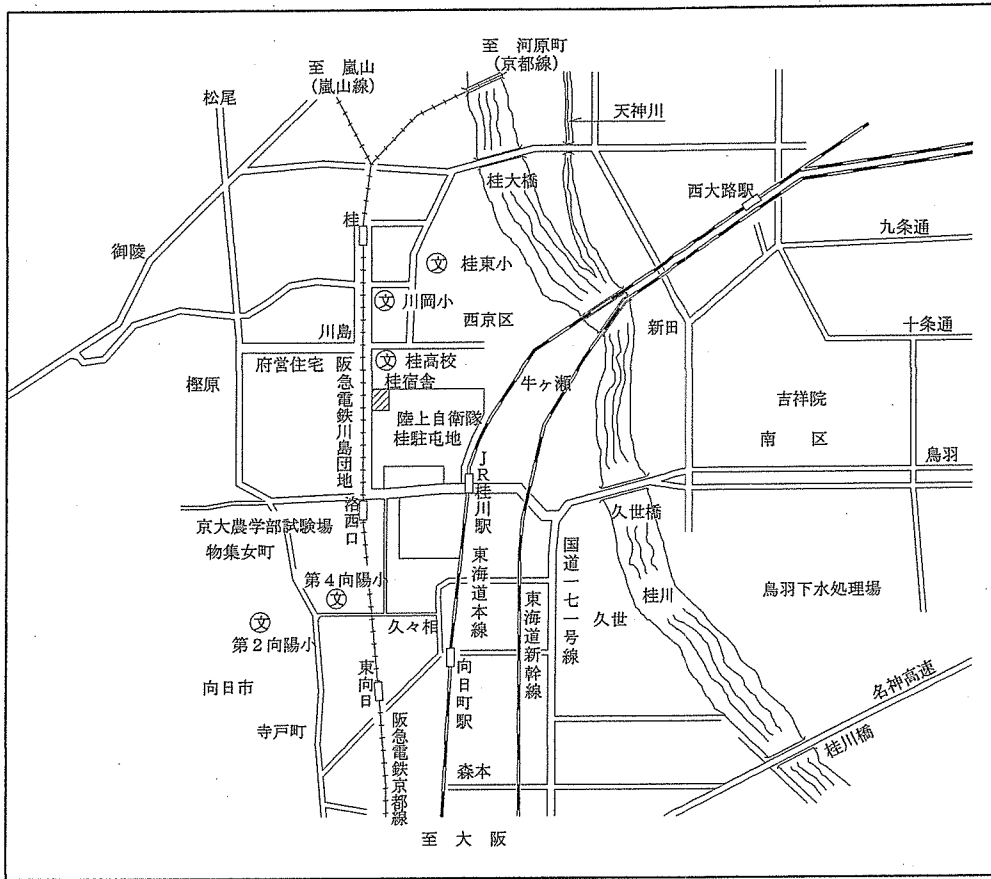 至 河原町
(京都線)
至 嵐山
(嵐山線)
松尾
天神川
桂大橋
西大路駅
桂
御陵
九条通
文 桂東小
文 川岡小
西京区
新田
川島
十条通
府営住宅
文 桂高校
桂宿舎
牛ヶ瀬
樫原
阪急電鉄川島団地
陸上自衛隊
桂駐屯地
吉祥院
南区
鳥羽
JR桂川駅
久世橋
洛西口
京大農学部試験場
物集女町
東海道本線
国道一七一号線
第4向陽小
文
桂川
鳥羽下水処理場
文
第2向陽小
久々相
東海道新幹線
久世
向日市
東向日
向日町駅
名神高速
寺戸町
阪急電鉄京都線
桂川橋
森本
至大阪